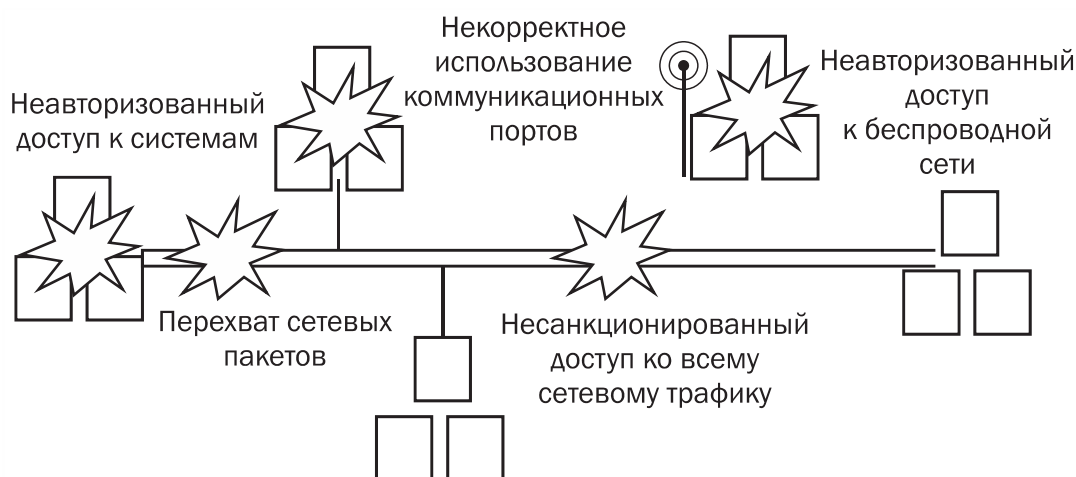 Неавторизованный
доступ к системам
Некорректное
использование
коммуникационных
портов
Неавторизованный
доступ
к беспроводной
сети
Перехват сетевых
пакетов
Несанкционированный
доступ ко всему
сетевому трафику